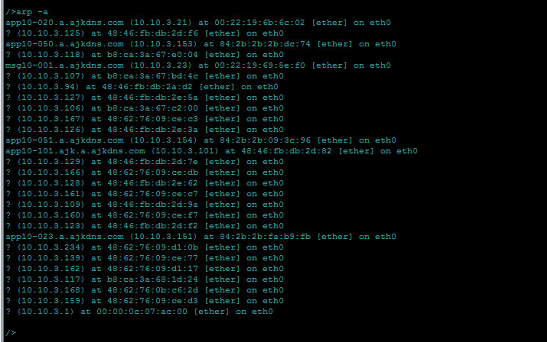 />arp -a
app10-020.a.ajkdns.com (10.10.3.21) at 00:22:19:6b:6c:02 [ether] on eth0
? (10.10.3.125) at 48:46:fb:db:2d:f6 [ether] on eth0
app10-050.a.ajkdns.com (10.10.3.153) at 84:2b:2b:2b:dc:74 [ether] on eth0
? (10.10.3.118) at b8:ca:3a:67:e0:04 [ether] on eth0
msg10-001.a.ajkdns.com (10.10.3.23) at 00:22:19:69:5e:f0 [ether] on eth0
? (10.10.3.107) at b8:ca:3a:67:bd:4c [ether] on eth0
? (10.10.3.94) at 48:46:fb:db:2a:d2 [ether] on eth0
? (10.10.3.127) at 48:46:fb:db:2e:5a [ether] on eth0
? (10.10.3.106) at b8:ca:3a:67:c2:00 [ether] on eth0
? (10.10.3.167) at 48:62:76:09:ce:c3 [ether] on eth0
? (10.10.3.126) at 48:46:fb:db:2e:3a [ether] on eth0
app10-051.a.ajkdns.com (10.10.3.154) at 84:2b:2b:09:3c:96 [ether] on eth0
app10-101.ajk.a.ajkdns.com (10.10.3.101) at 48:46:fb:db:2d:82 [ether] on eth0
? (10.10.3.129) at 48:46:fb:db:2d:7e [ether] on eth0
? (10.10.3.166) at 48:62:76:09:ce:db [ether] on eth0
? (10.10.3.128) at 48:46:fb:db:2e:62 [ether] on eth0
? (10.10.3.161) at 48:62:76:09:ce:c7 [ether] on eth0
? (10.10.3.109) at 48:46:fb:db:2d:9a [ether] on eth0
? (10.10.3.160) at 48:62:76:09:ce:f7 [ether] on eth0
? (10.10.3.123) at 48:46:fb:db:2d:f2 [ether] on eth0
app10-023.a.ajkdns.com (10.10.3.151) at 84:2b:2b:fa:b9:fb [ether] on eth0
? (10.10.3.234) at 48:62:76:09:d1:0b [ether] on eth0
? (10.10.3.139) at 48:62:76:09:ce:77 [ether] on eth0
? (10.10.3.162) at 48:62:76:09:d1:17 [ether] on eth0
? (10.10.3.117) at b8:ca:3a:68:1d:24 [ether] on eth0
? (10.10.3.168) at 48:62:76:0b:c6:2d [ether] on eth0
? (10.10.3.159) at 48:62:76:09:ce:d3 [ether] on eth0
? (10.10.3.1) at 00:00:0c:07:ac:00 [ether] on eth0
/>